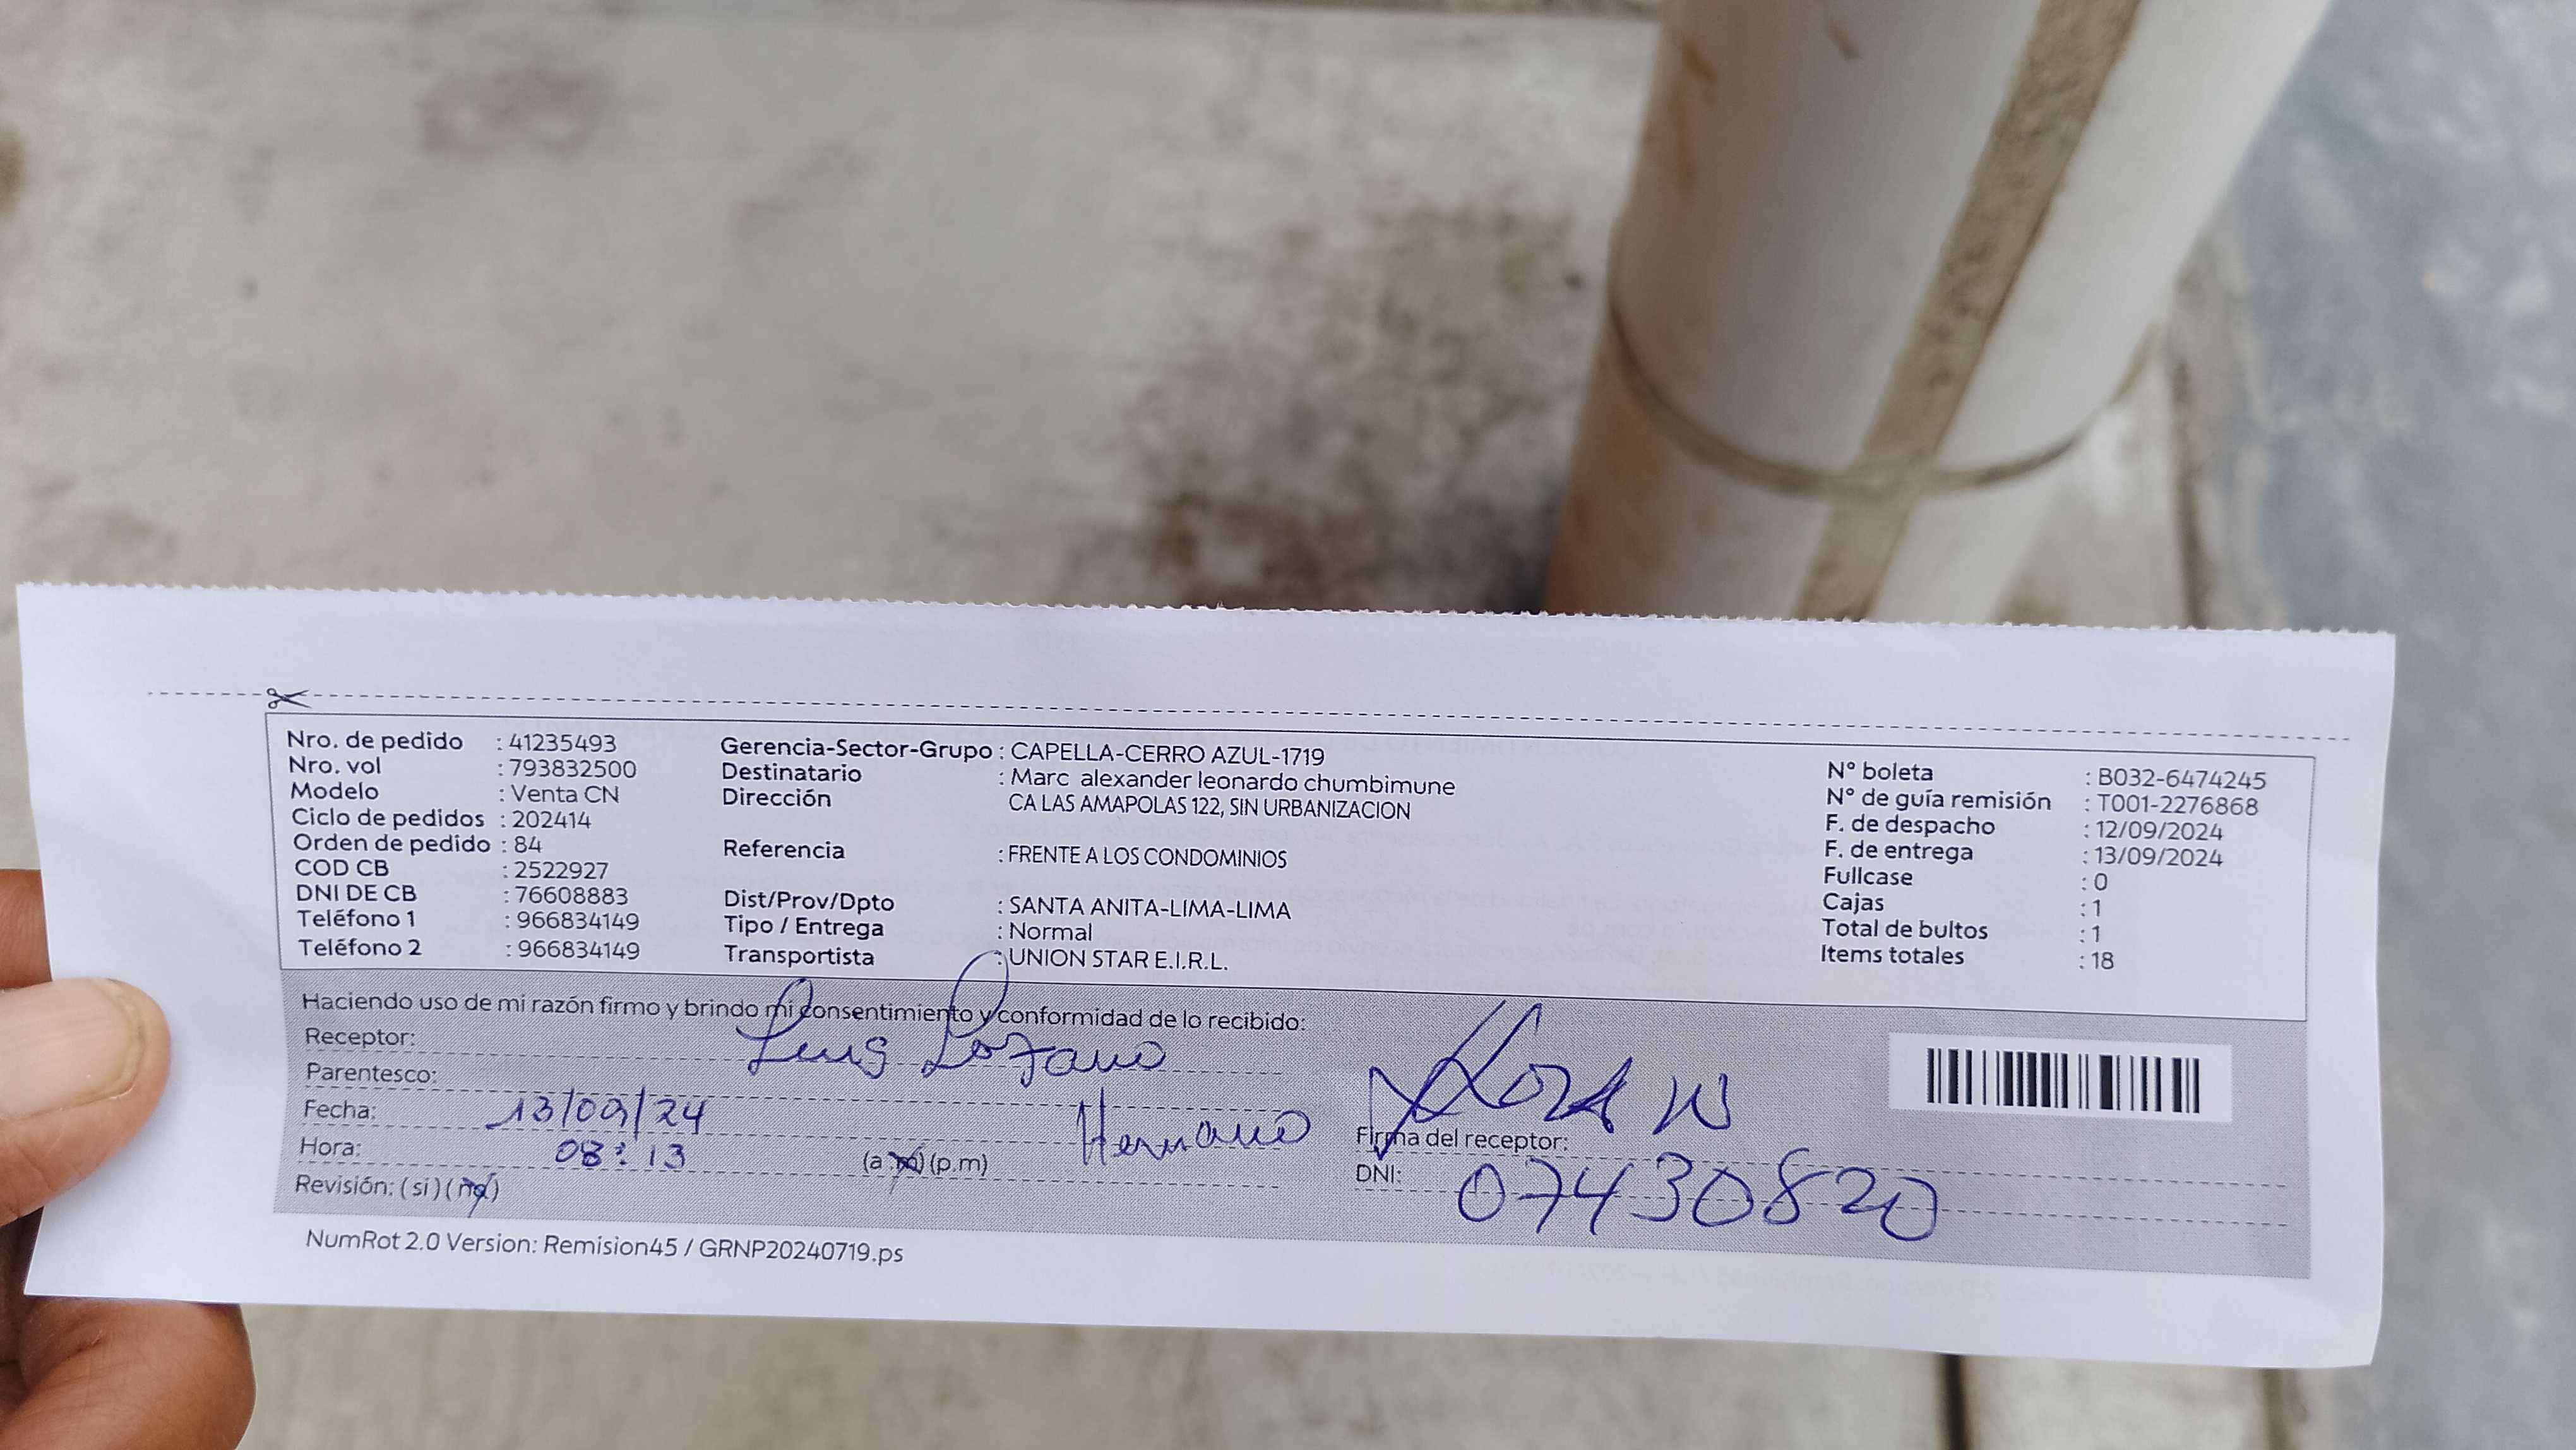 Nro. de pedido : 41235493
Nro. vol : 793832500
Modelo : Venta CN
Ciclo de pedidos : 202414
Orden de pedido : 84
COD CB : 2522927
DNI DE CB : 76608883
Teléfono 1 : 966834149
Teléfono 2 : 966834149
Gerencia-Sector-Grupo : CAPELLA-CERRO AZUL-1719
Destinatario : Marc alexander leonardo chumbimune
Dirección CA LAS AMAPOLAS 122, SIN URBANIZACION
Referencia : FRENTE A LOS CONDOMINIOS
Dist/Prov/Dpto : SANTA ANITA-LIMA-LIMA
Tipo / Entrega : Normal
Transportista : UNION STAR E.I.R.L.
N° boleta : B032-6474245
N° de guía remisión : T001-2276868
F. de despacho : 12/09/2024
F. de entrega : 13/09/2024
Fullcase : 0
Cajas : 1
Total de bultos : 1
Items totales : 18
Haciendo uso de mi razón firmo y brindo mi consentimiento y conformidad de lo recibido:
Receptor: Luis Lozano
Parentesco: Hermano
Fecha: 13/09/24
Hora: 08:13 (a.m) (p.m)
Revisión: (si) (no)
Firma del receptor:
DNI: 07430820
NumRot 2.0 Version: Remision45 / GRNP20240719.ps